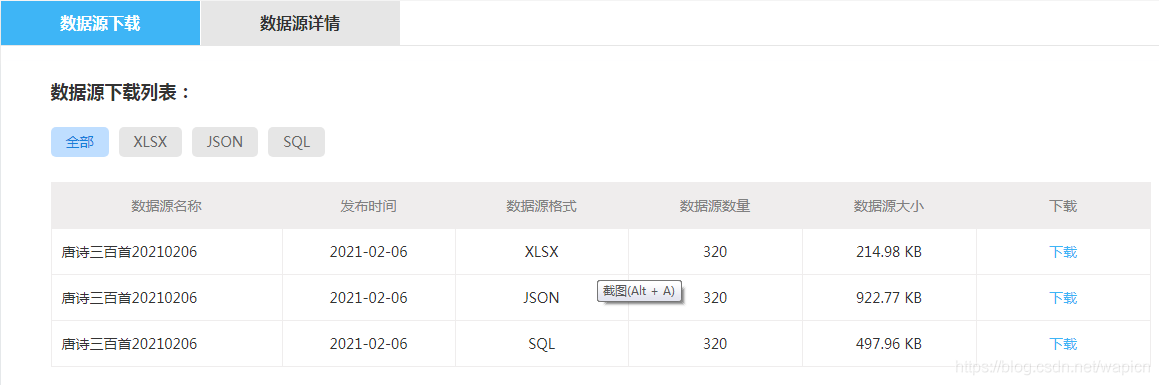 数据源下载 数据源详情
数据源下载列表：
全部 XLSX JSON SQL
数据源名称 发布时间 数据源格式 数据源数量 数据源大小 下载
唐诗三百首20210206 2021-02-06 XLSX 320 214.98 KB 下载
截图(Alt + A)
唐诗三百首20210206 2021-02-06 JSON 320 922.77 KB 下载
唐诗三百首20210206 2021-02-06 SQL 320 497.96 KB 下载
https://blog.csdn.net/wapicn